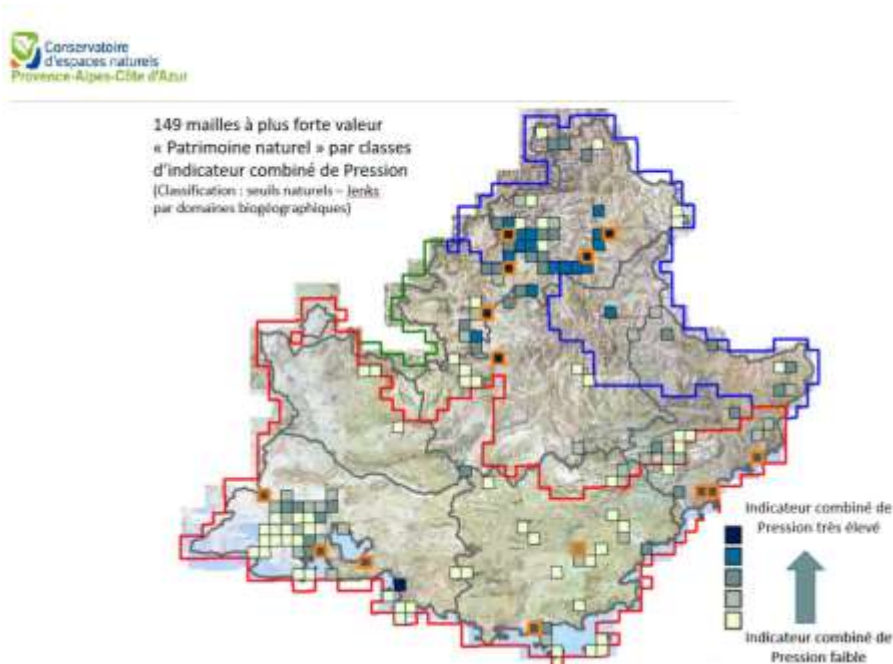 Conservatoire
d'espaces naturels
Provence-Alpes-Côte d'Azur
149 mailles à plus forte valeur
« Patrimoine naturel » par classes
d'indicateur combiné de Pression
(Classification : seuils naturels – Jenks
par domaines biogéographiques)
Indicateur combiné de
Pression très élevé
Indicateur combiné de
Pression faible